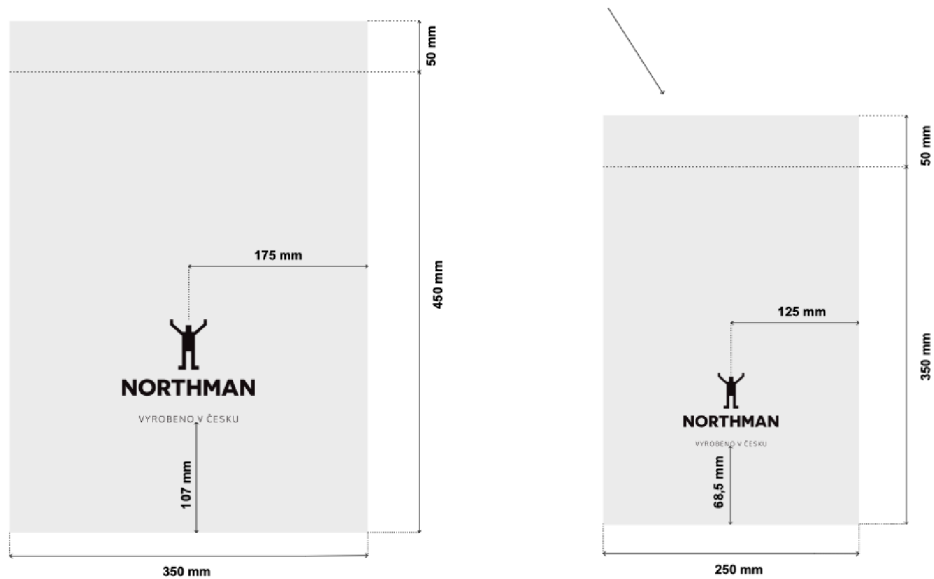 50 mm
450 mm
175 mm
NORTHMAN
VYROBENO V ČESKU
107 mm
350 mm
50 mm
350 mm
125 mm
NORTHMAN
VYROBENO V ČESKU
68,5 mm
250 mm